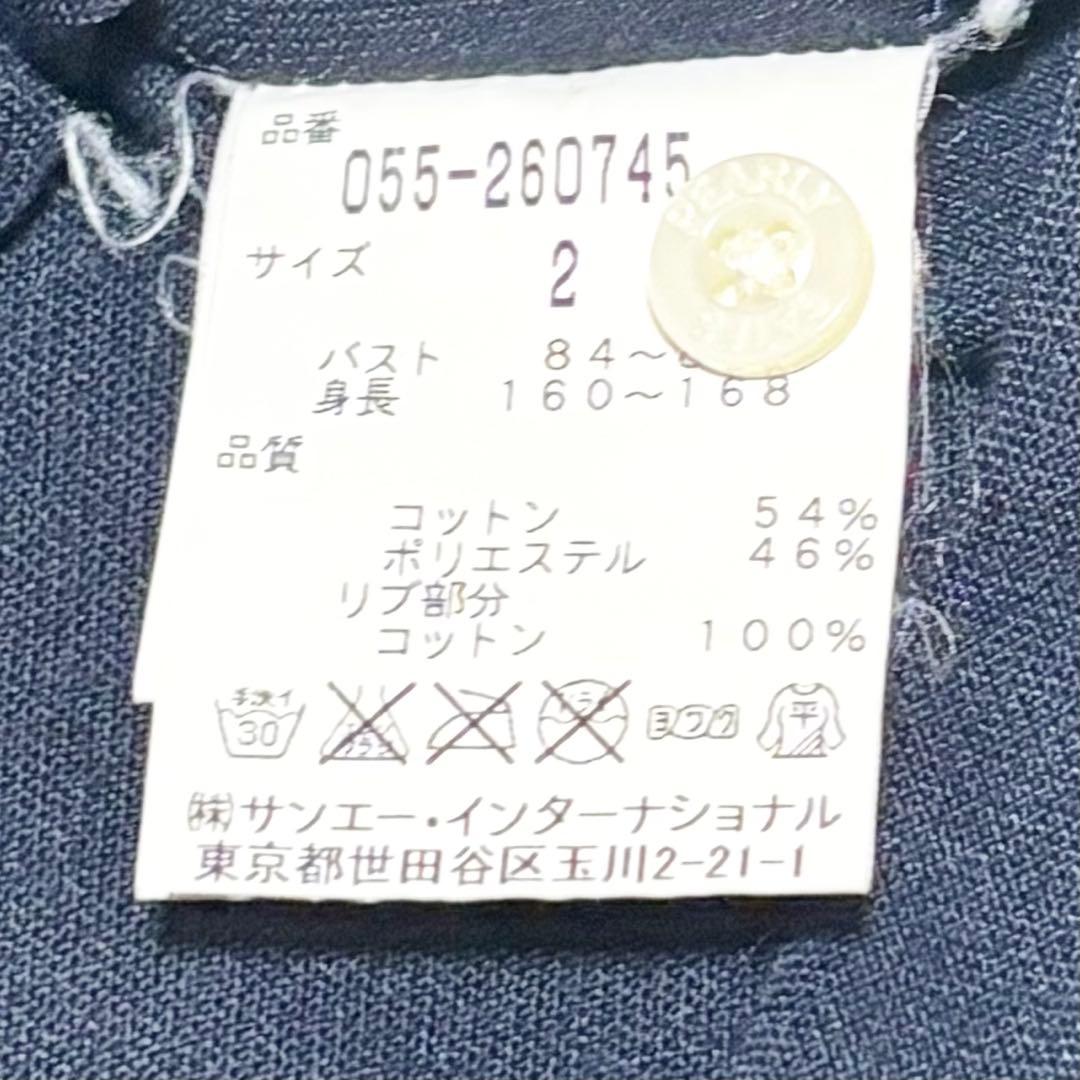 品番
055-260745
サイズ 2
バスト 84～
身長 160～168
品質
コットン 54%
ポリエステル 46%
リブ部分
コットン 100%
手洗イ
30
ヨワク
平
㈱サンエー・インターナショナル
東京都世田谷区玉川2-21-1
PEARLY